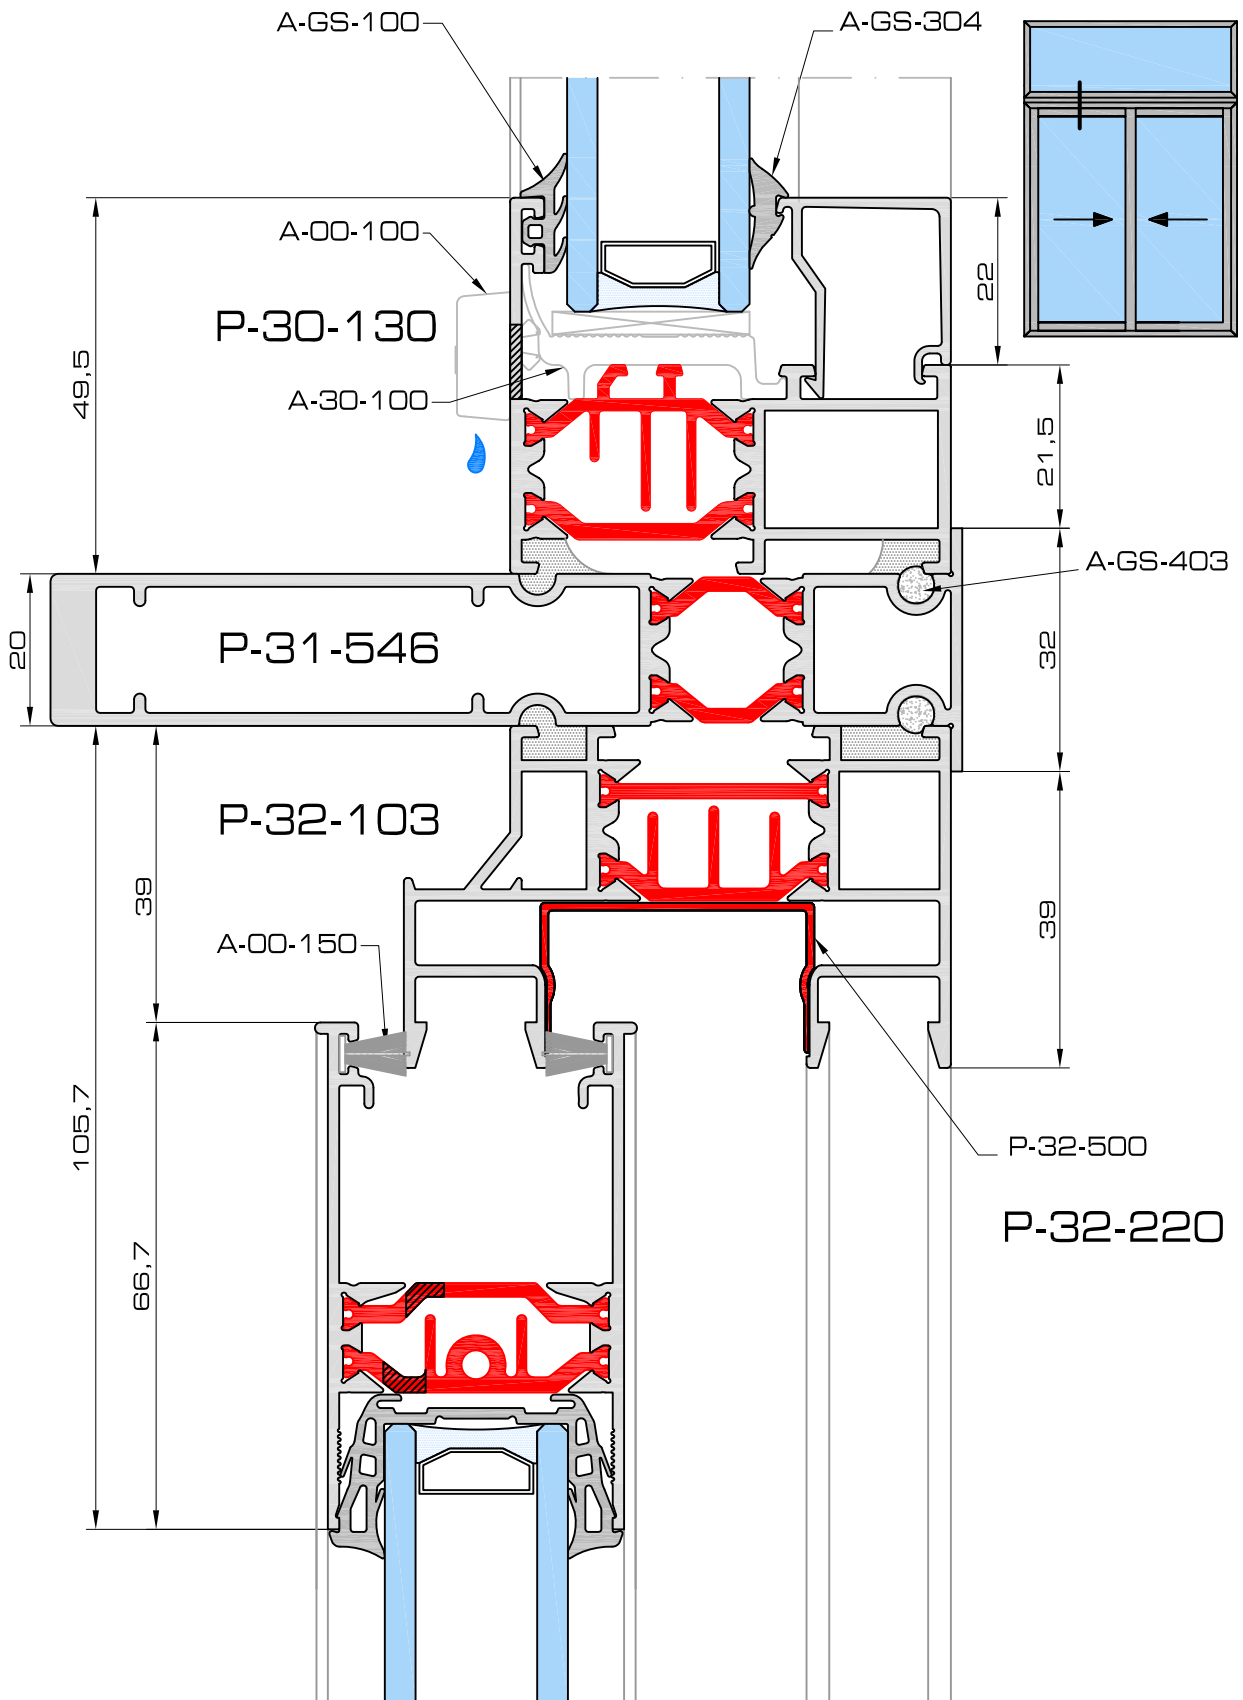 A-GS-100
A-GS-304
A-00-100
22
P-30-130
49,5
A-30-100
21,5
A-GS-403
20
P-31-546
32
P-32-103
39
A-00-150
39
105,7
P-32-500
P-32-220
66,7